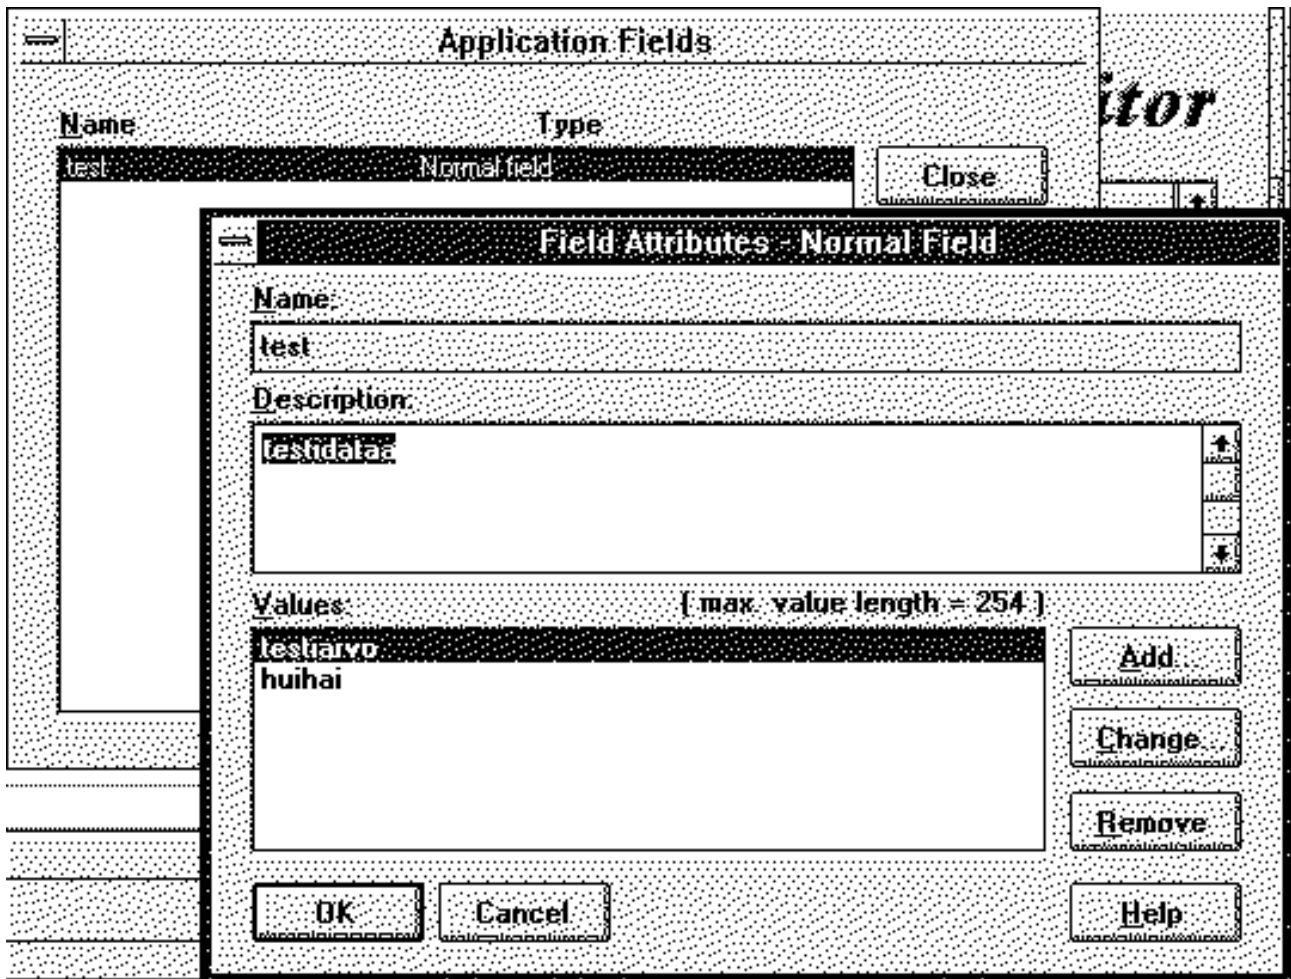 Application Fields
itor
Name Type
test Normal field
Close
Field Attributes - Normal Field
Name:
test
Description:
testidataa
Values: ( max. value length = 254 )
testiarvo
huihai
Add...
Change...
Remove
OK Cancel Help